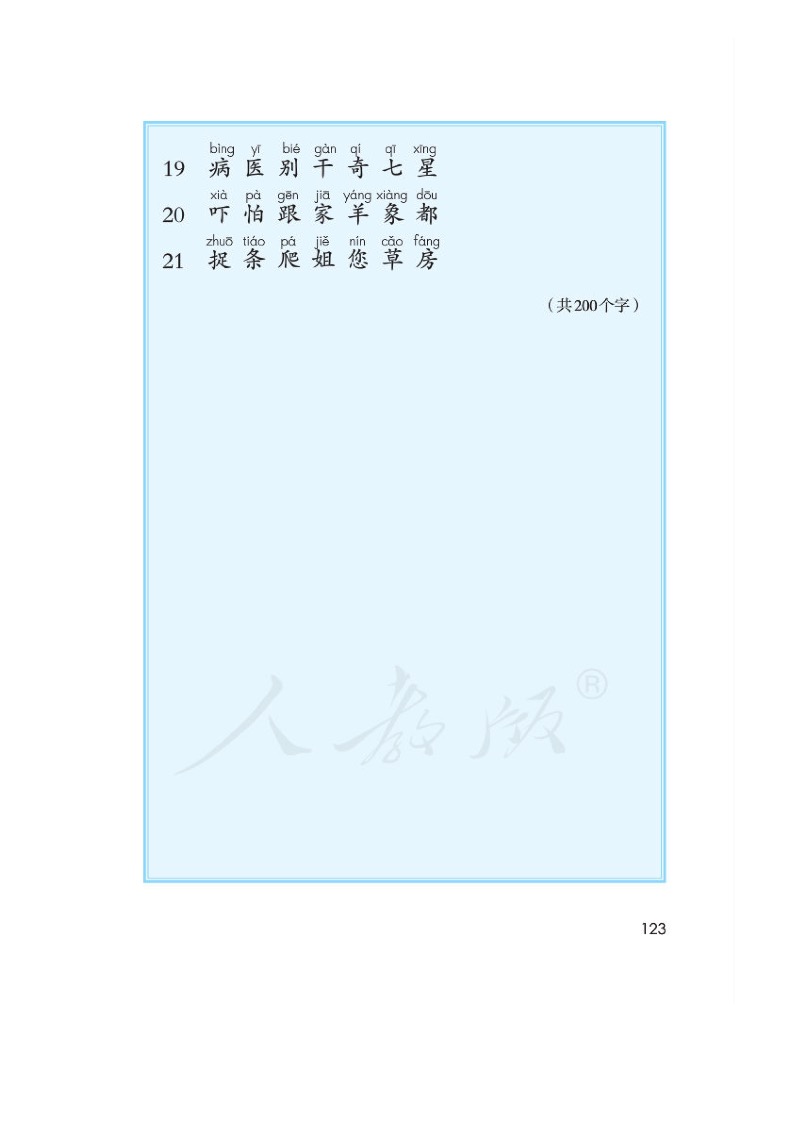 bìng yī bié gàn qí qī xīng
19 病 医 别 干 奇 七 星
xià pà gēn jiā yáng xiàng dōu
20 吓 怕 跟 家 羊 象 都
zhuō tiáo pá jiě nín cǎo fáng
21 捉 条 爬 姐 您 草 房
（共200个字）
人教版®
123